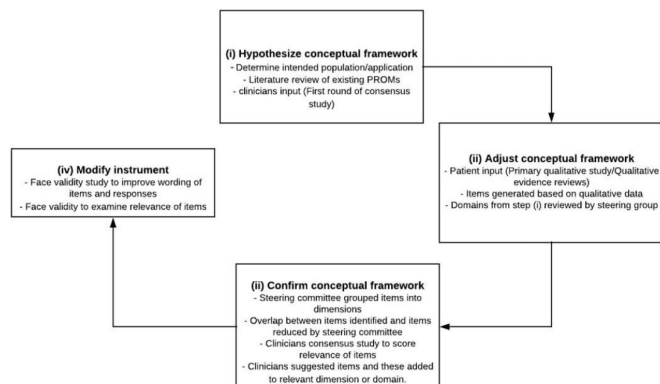 (i) Hypothesize conceptual framework
- Determine intended population/application
- Literature review of existing PROMs
- clinicians input (First round of consensus
study)
(ii) Adjust conceptual framework
- Patient input (Primary qualitative study/Qualitative
evidence reviews)
- Items generated based on qualitative data
- Domains from step (i) reviewed by steering group
(ii) Confirm conceptual framework
- Steering committee grouped items into
dimensions
- Overlap between items identified and items
reduced by steering committee
- Clinicians consensus study to score
relevance of items
- Clinicians suggested items and these added
to relevant dimension or domain.
(iv) Modify instrument
- Face validity study to improve wording of
items and responses
- Face validity to examine relevance of items